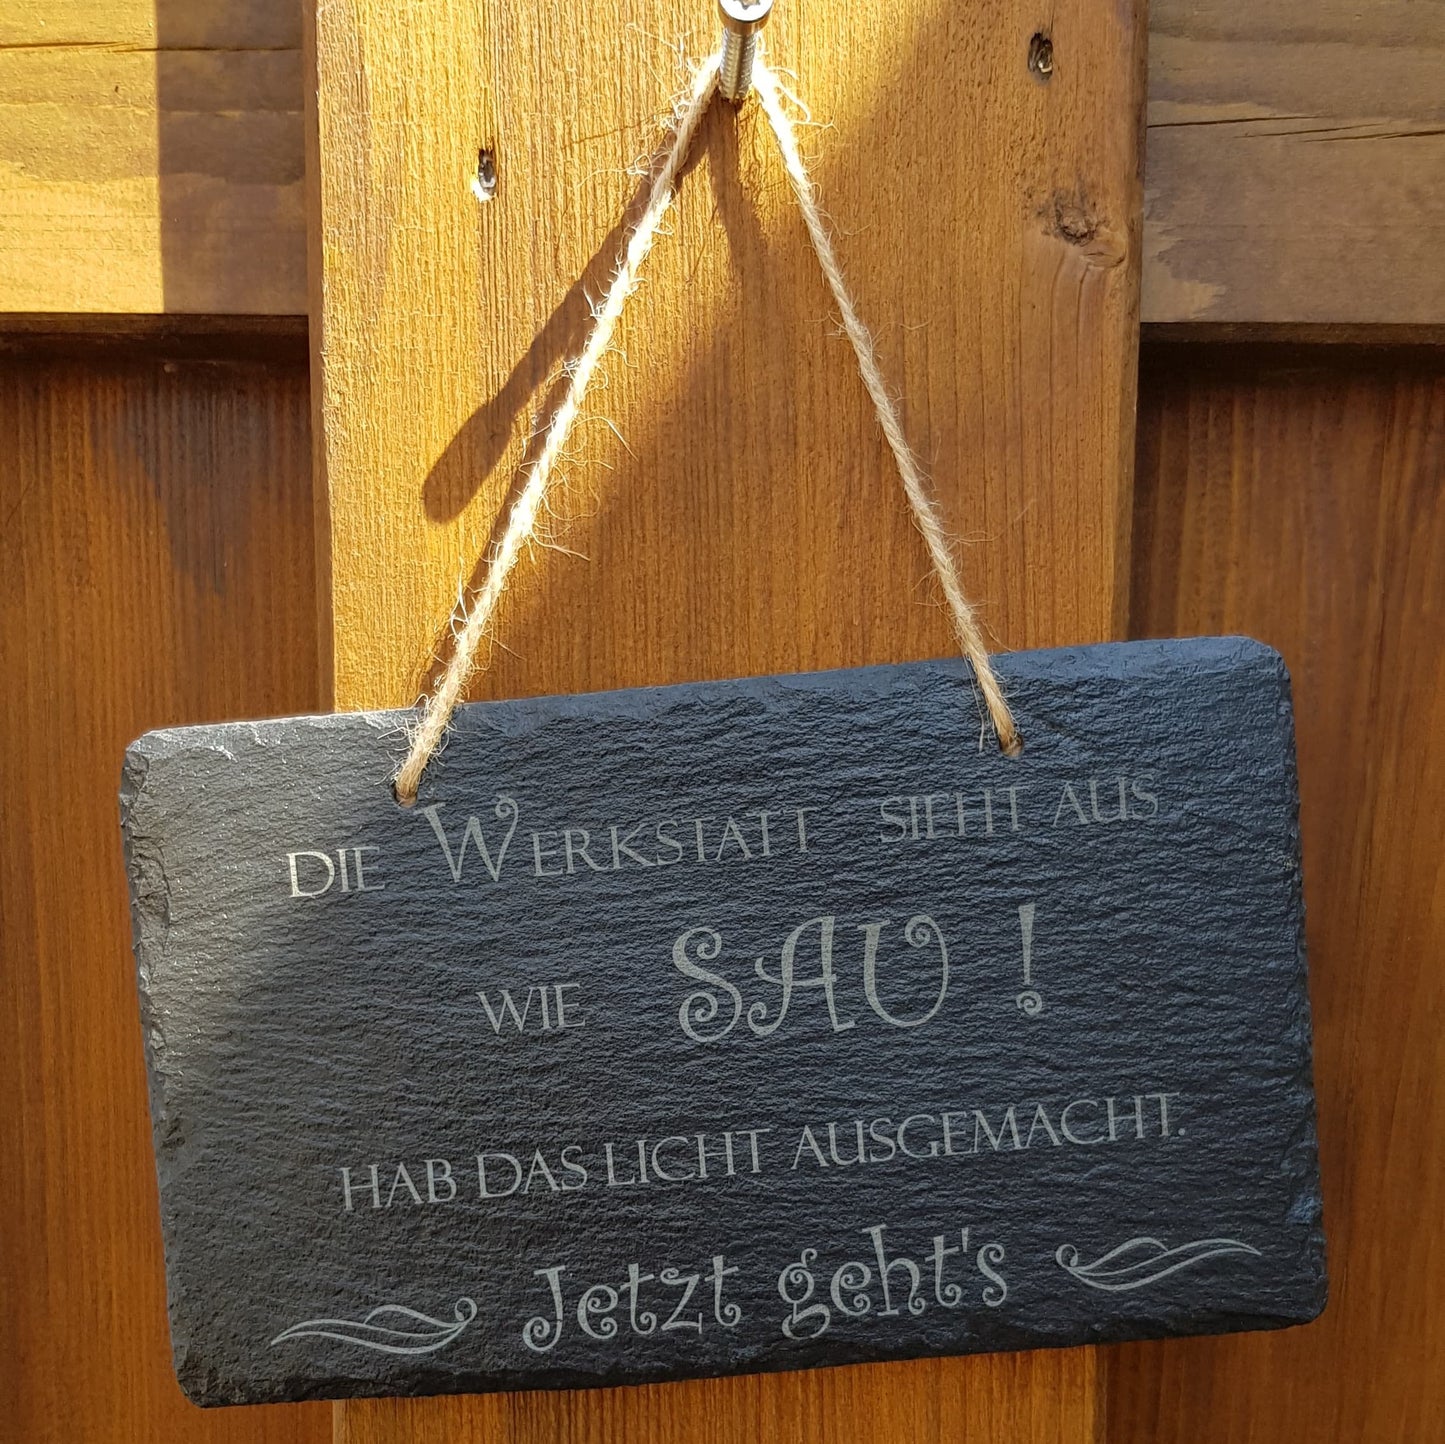 DIE WERKSTATT SIEHT AUS
WIE SAU !
HAB DAS LICHT AUSGEMACHT.
Jetzt geht's